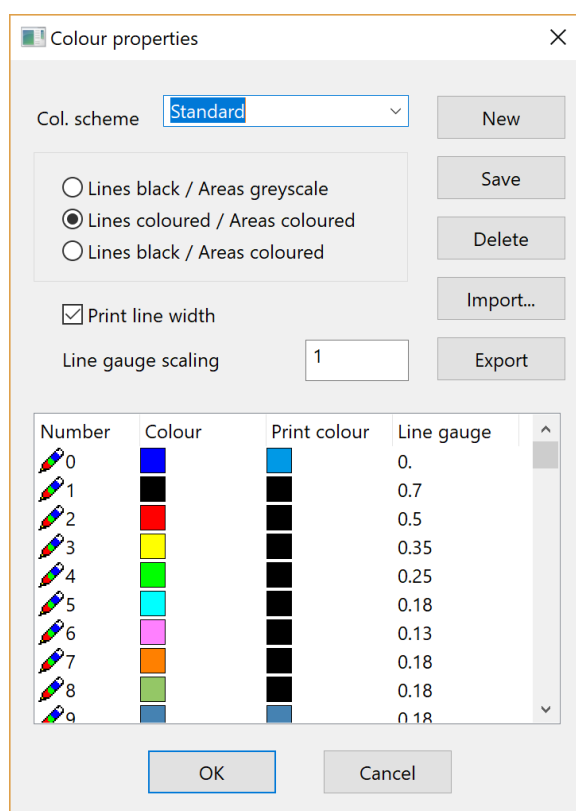 Colour properties
Col. scheme Standard New
Save
Lines black / Areas greyscale
Lines coloured / Areas coloured
Delete
Lines black / Areas coloured
Import...
Print line width
Line gauge scaling 1 Export
Number Colour Print colour Line gauge
0 0.
1 0.7
2 0.5
3 0.35
4 0.25
5 0.18
6 0.13
7 0.18
8 0.18
9 0.18
OK Cancel